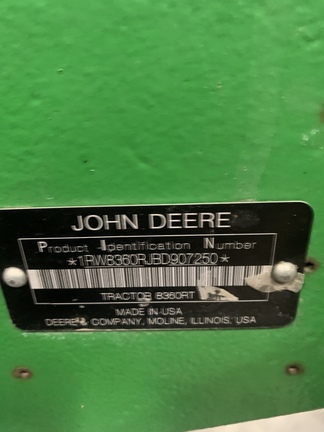 JOHN DEERE
Product Identification Number
*1RW8360RJBD907250*
TRACTOR 8360RT
MADE IN USA
DEERE & COMPANY, MOLINE, ILLINOIS, USA